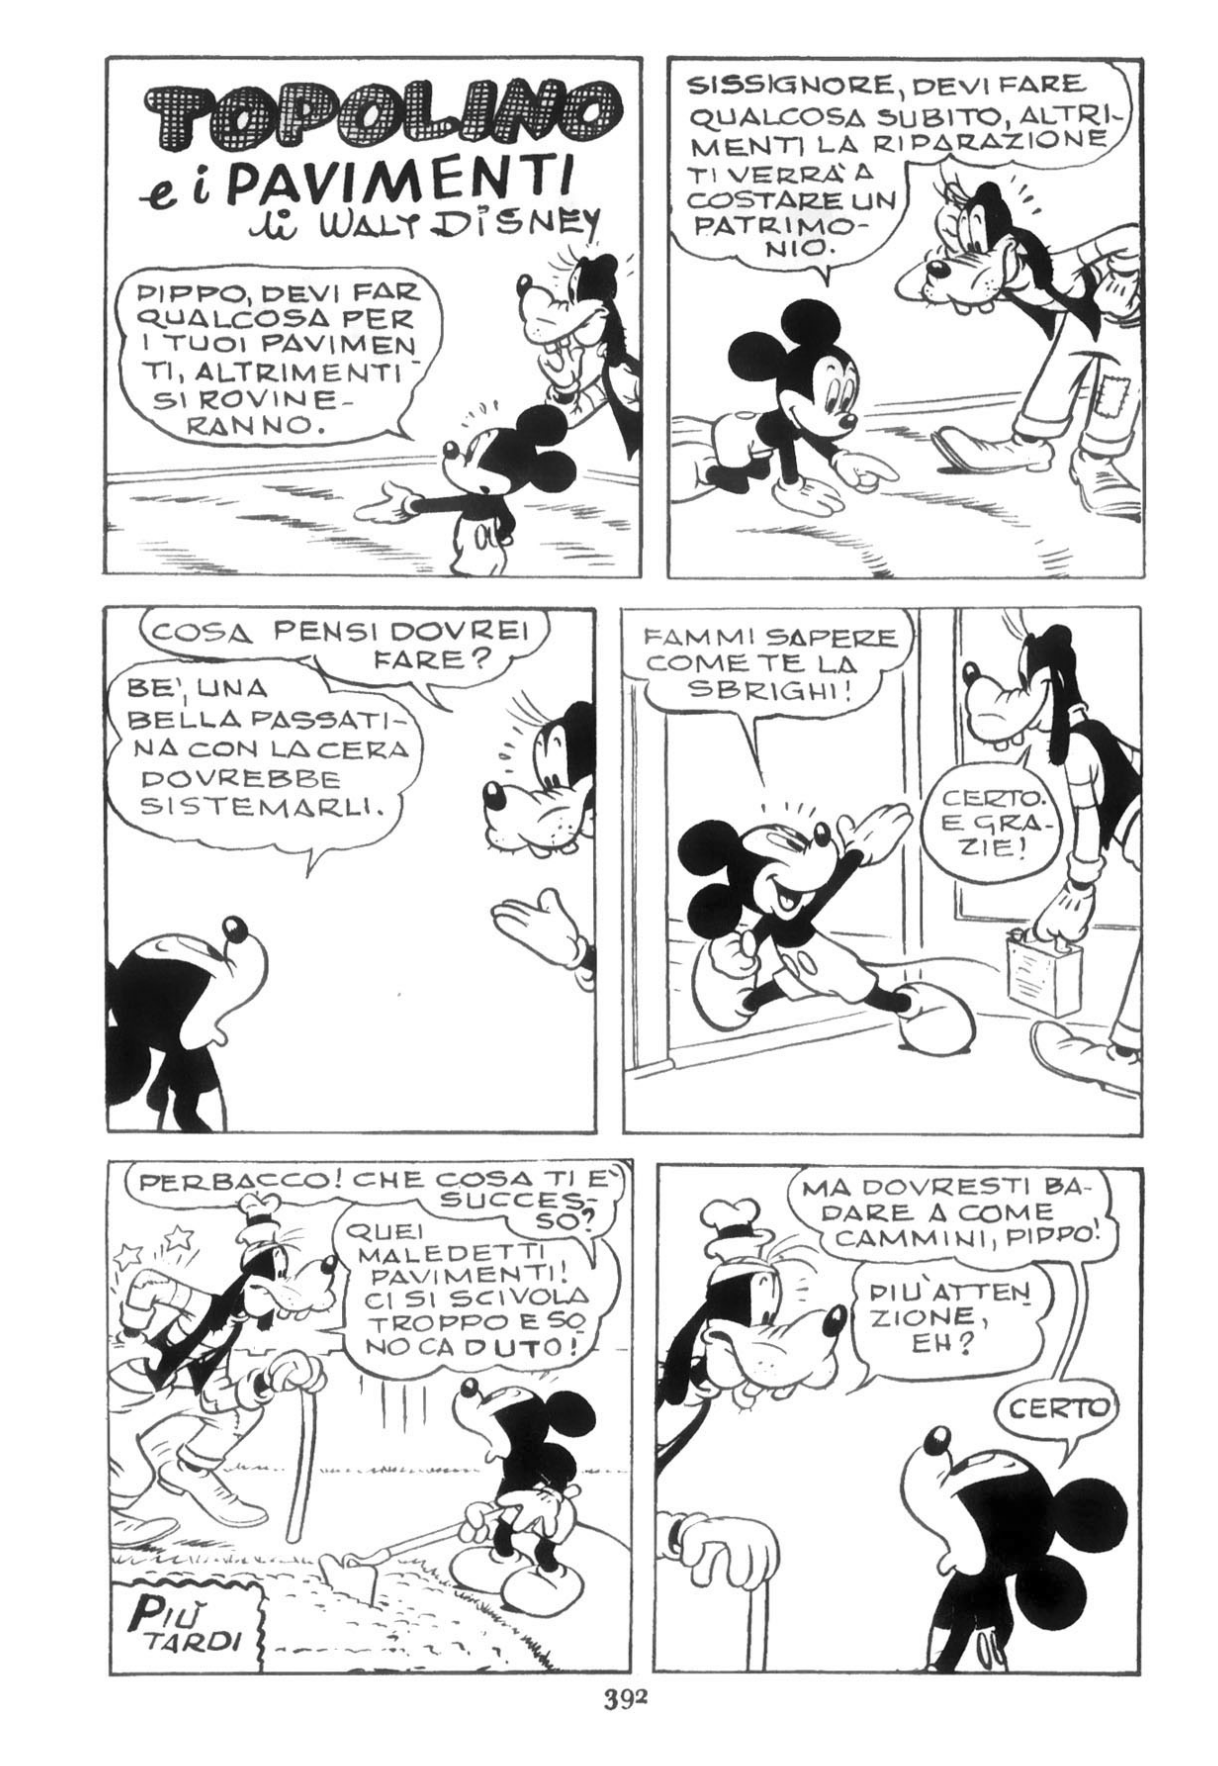 TOPOLINO
e i PAVIMENTI
di WALT DISNEY
PIPPO, DEVI FAR
QUALCOSA PER
I TUOI PAVIMEN-
TI, ALTRIMENTI
SI ROVINE-
RANNO.
SISSIGNORE, DEVI FARE
QUALCOSA SUBITO, ALTRI-
MENTI LA RIPARAZIONE
TI VERRÀ A
COSTARE UN
PATRIMO-
NIO.
COSA PENSI DOVREI
FARE?
BE', UNA
BELLA PASSATI-
NA CON LA CERA
DOVREBBE
SISTEMARLI.
FAMMI SAPERE
COME TE LA
SBRIGHI!
CERTO.
E GRA-
ZIE!
PERBACCO! CHE COSA TI E'
SUCCES-
SO?
QUEI
MALEDETTI
PAVIMENTI!
CI SI SCIVOLA
TROPPO E SO
NO CADUTO!
PIÙ
TARDI
MA DOVRESTI BA-
DARE A COME
CAMMINI, PIPPO!
PIU' ATTEN
ZIONE,
EH?
CERTO
392